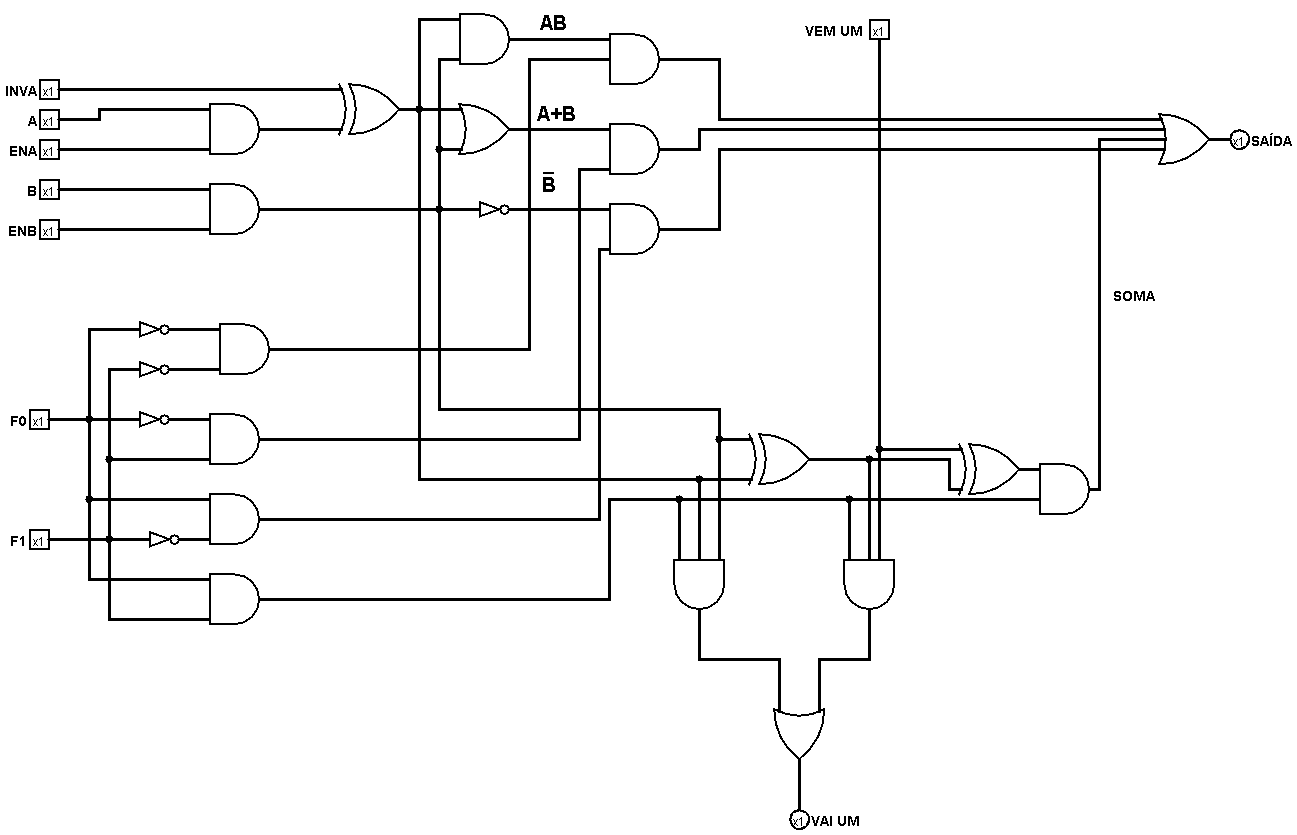 AB
VEM UM x1
INVA x1
A x1
A+B
SAÍDA x1
ENA x1
B x1
B̅
ENB x1
SOMA
F0 x1
F1 x1
x1 VAI UM